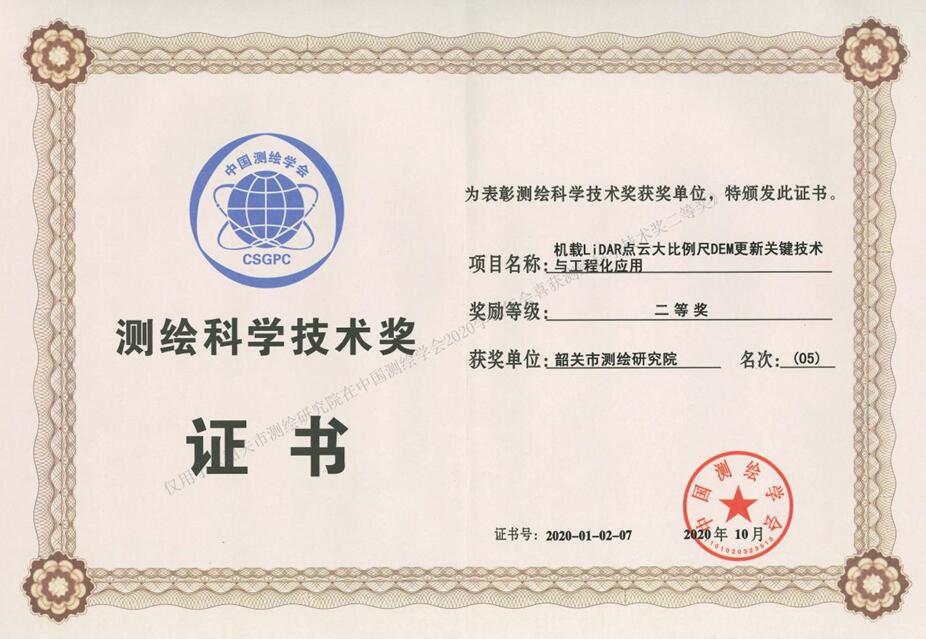 中国测绘学会
CSGPC
测绘科学技术奖
证书
为表彰测绘科学技术奖获奖单位，特颁发此证书。
项目名称：机载LiDAR点云大比例尺DEM更新关键技术
与工程化应用
奖励等级：二等奖
获奖单位：韶关市测绘研究院 名次：(05)
证书号：2020-01-02-07
2020年10月
中国测绘学会